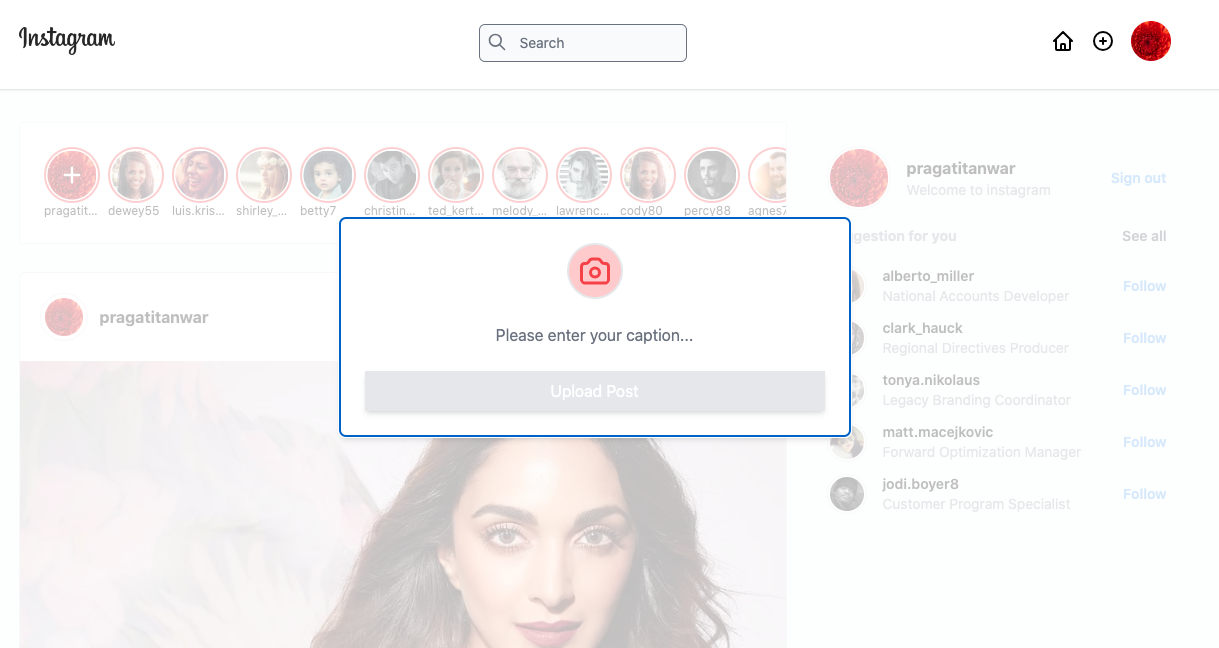 Instagram
Search
pragatit...
dewey55
luis.kris...
shirley_...
betty7
christin...
ted_kert...
melody_...
lawrenc...
cody80
percy88
agnes7
pragatitanwar
Welcome to instagram
Sign out
gestion for you
See all
alberto_miller
National Accounts Developer
Follow
clark_hauck
Regional Directives Producer
Follow
tonya.nikolaus
Legacy Branding Coordinator
Follow
matt.macejkovic
Forward Optimization Manager
Follow
jodi.boyer8
Customer Program Specialist
Follow
pragatitanwar
Please enter your caption...
Upload Post